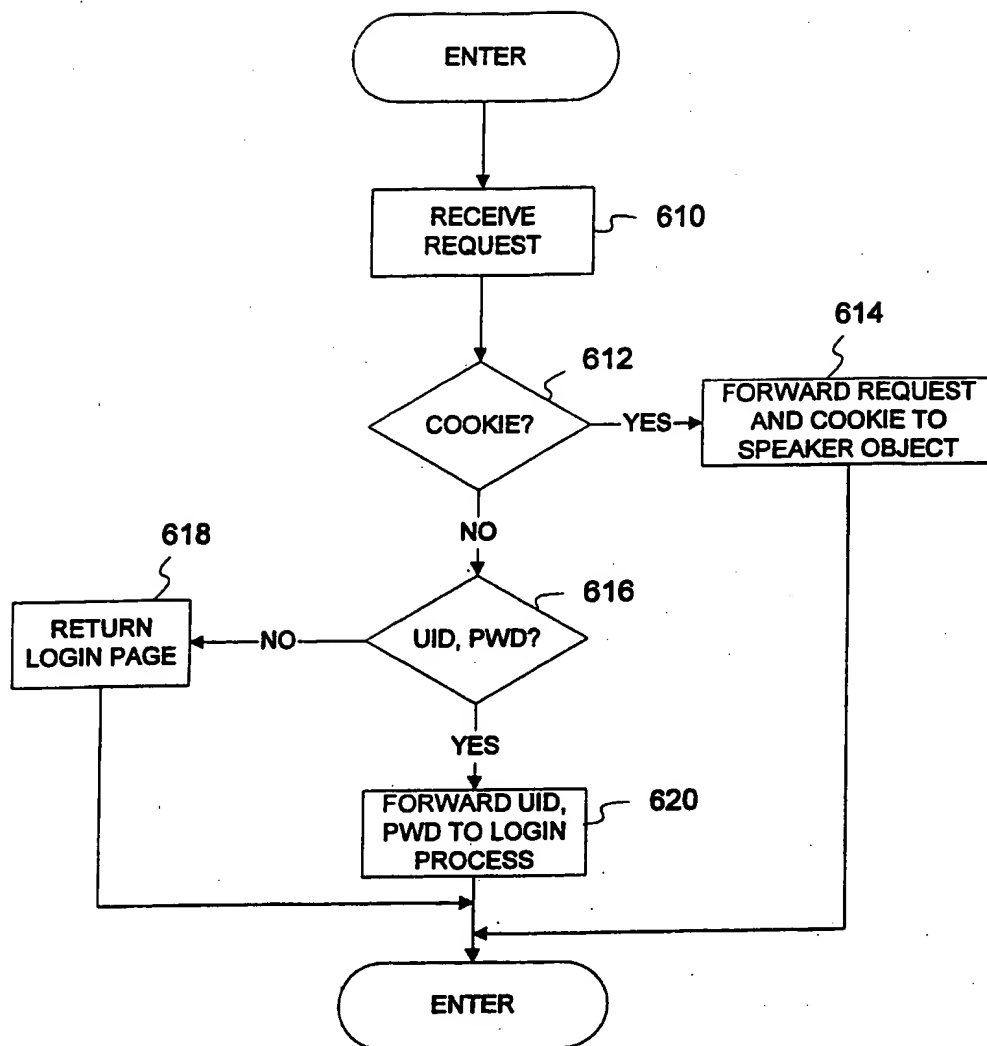 ENTER
RECEIVE
REQUEST
610
612
COOKIE?
YES
614
FORWARD REQUEST
AND COOKIE TO
SPEAKER OBJECT
NO
618
RETURN
LOGIN PAGE
NO
616
UID, PWD?
YES
FORWARD UID,
PWD TO LOGIN
PROCESS
620
ENTER